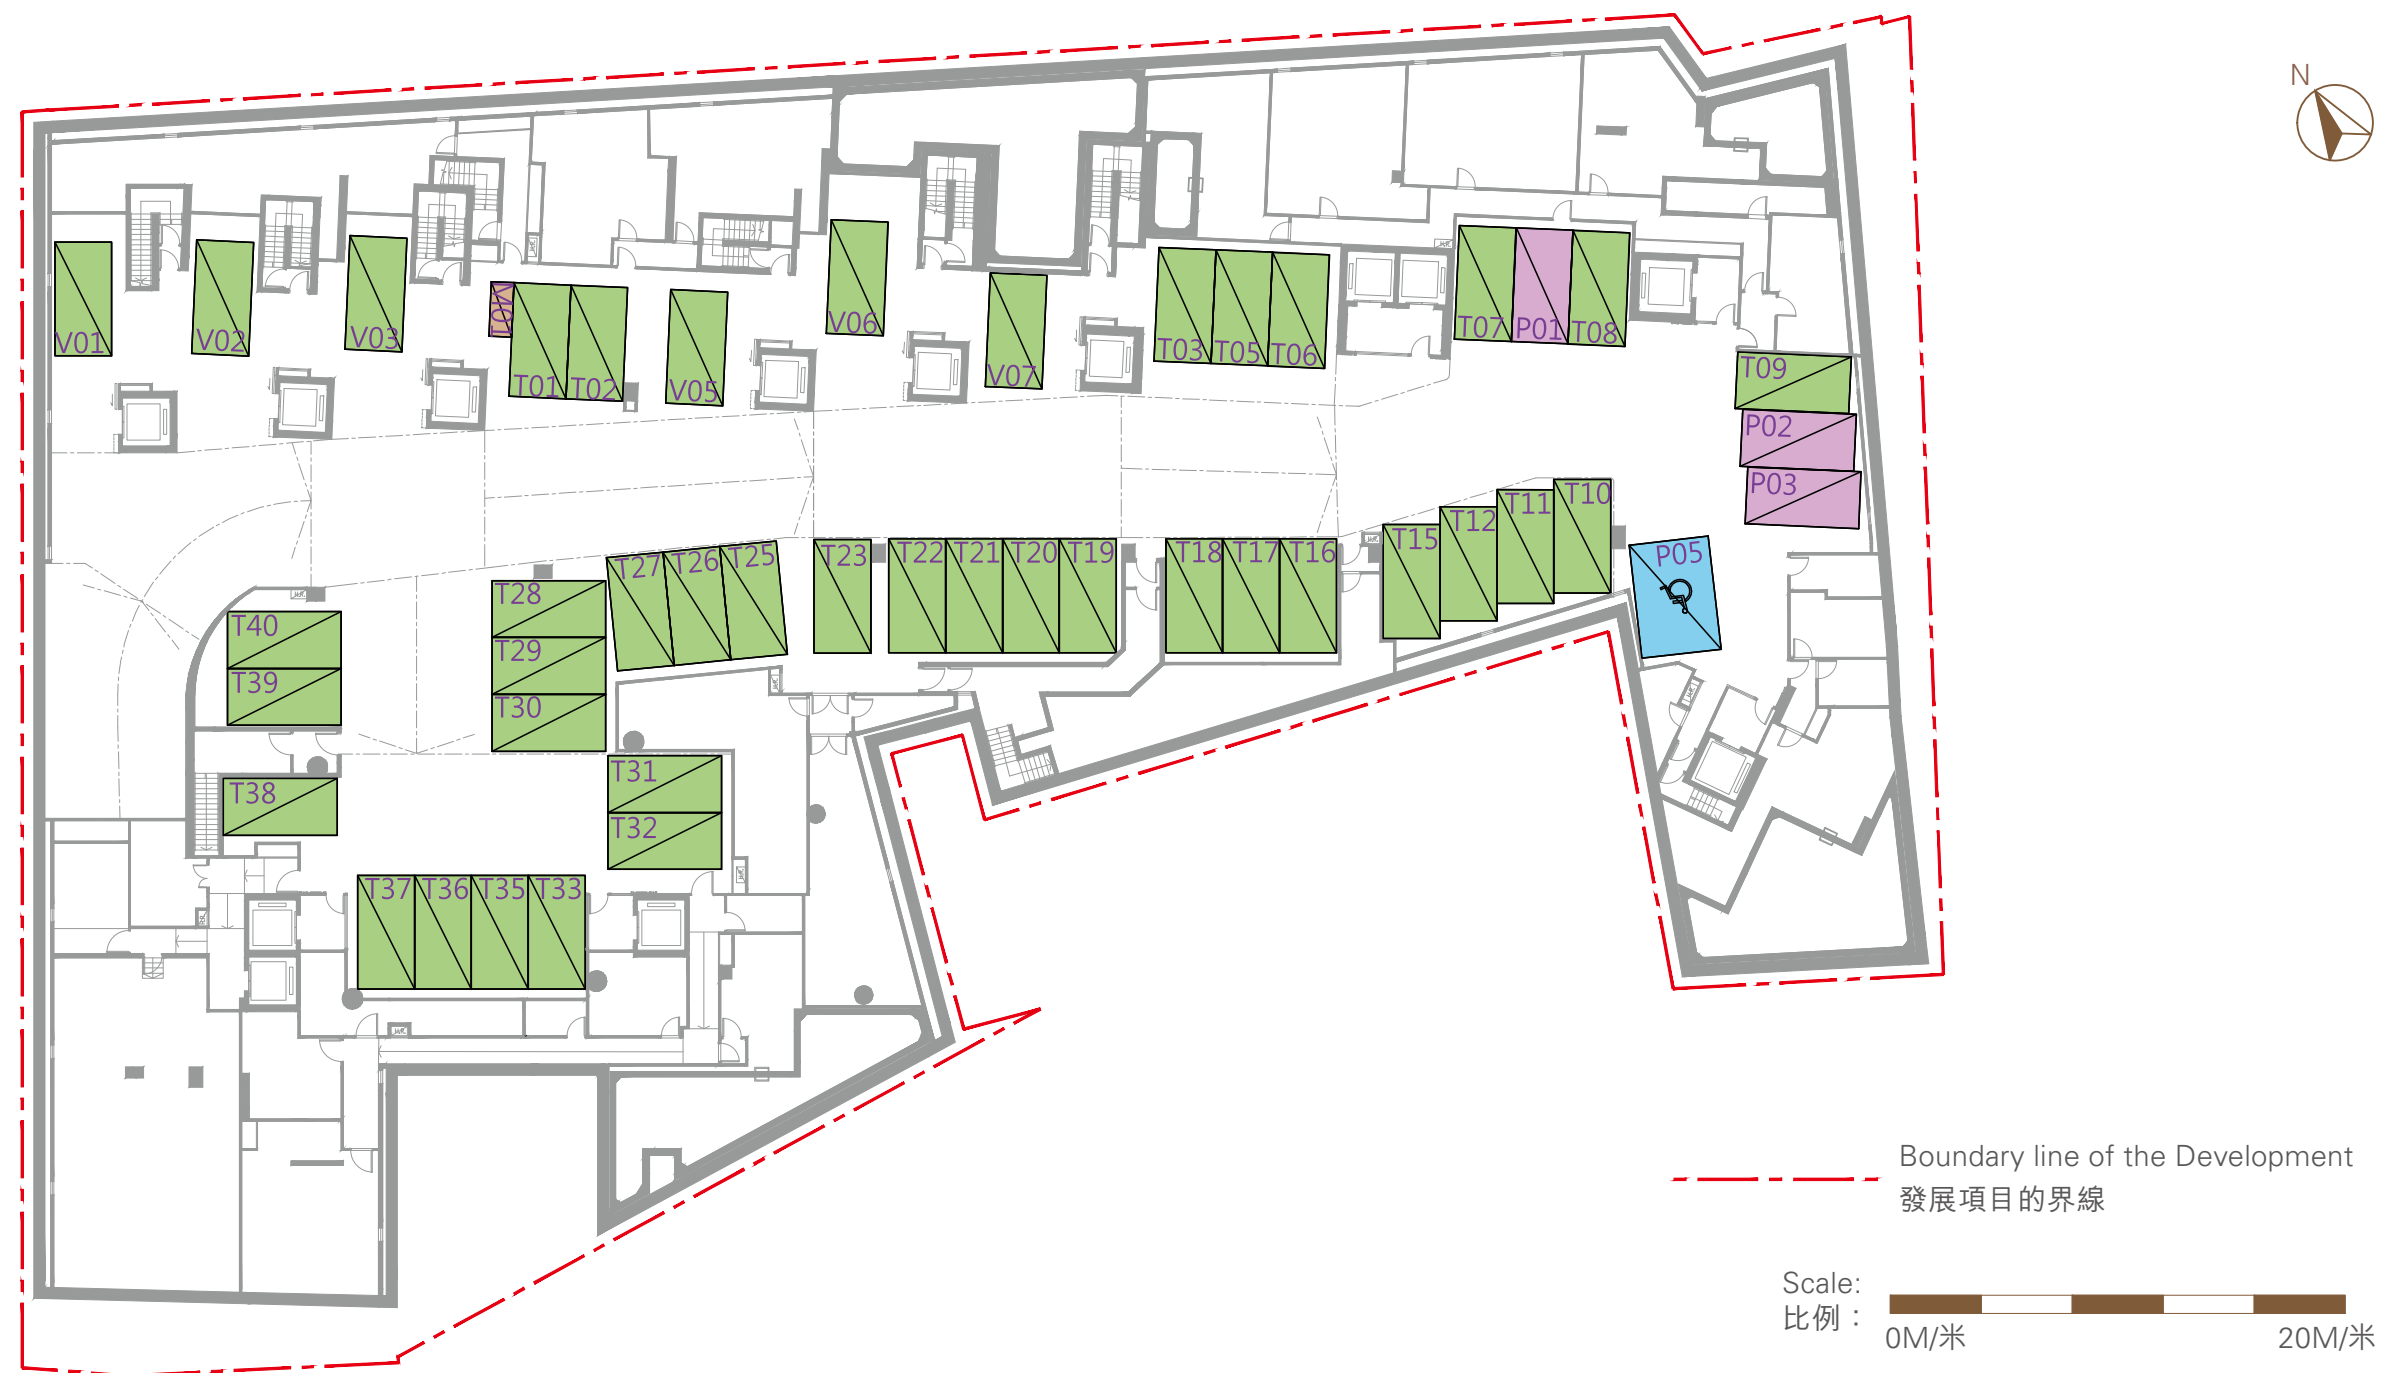 N
V01
V02
V03
M01
T01
T02
V05
V06
V07
T03
T05
T06
T07
P01
T08
T09
P02
P03
T10
T11
T12
T15
P05
T16
T17
T18
T19
T20
T21
T22
T23
T25
T26
T27
T28
T29
T30
T40
T39
T38
T31
T32
T37
T36
T35
T33
Boundary line of the Development
發展項目的界線
Scale:
比例：
0M/米
20M/米